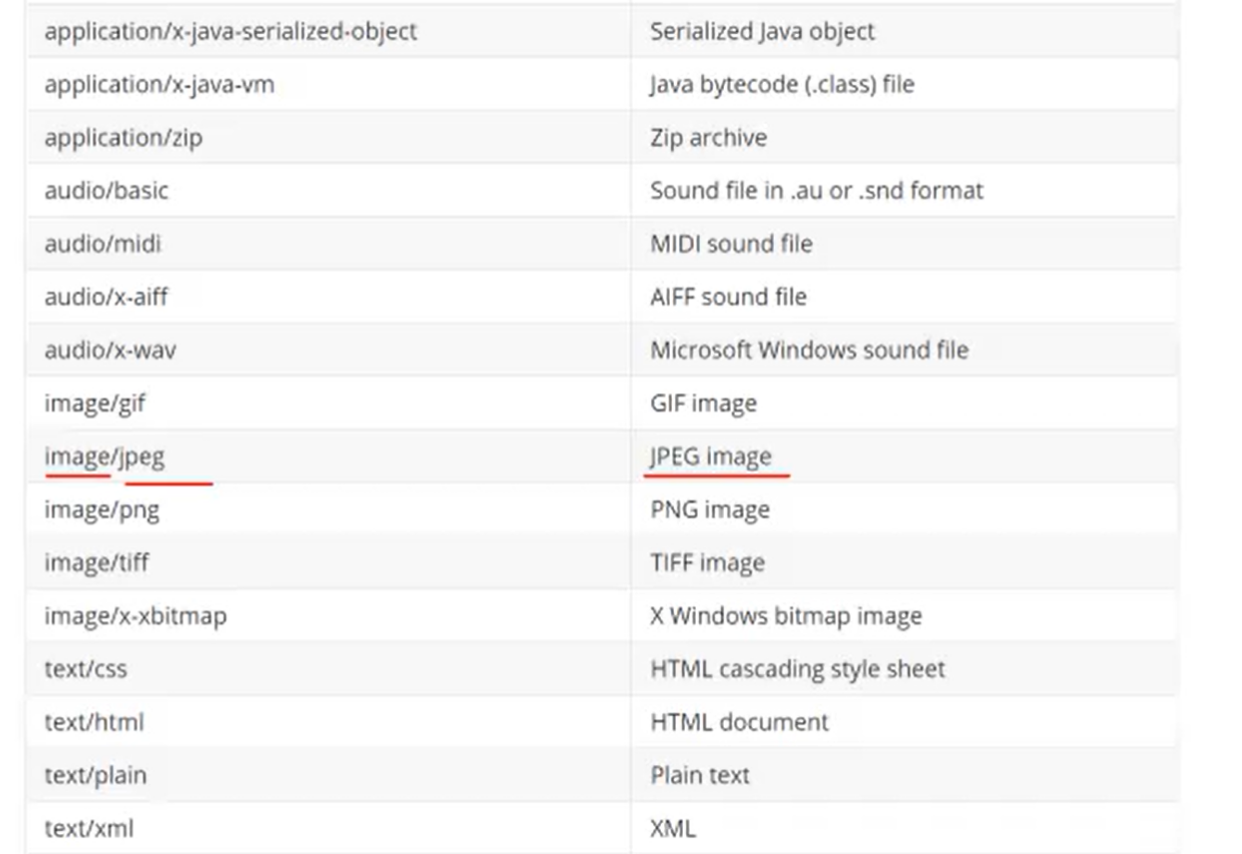 application/x-java-serialized-object Serialized Java object
application/x-java-vm Java bytecode (.class) file
application/zip Zip archive
audio/basic Sound file in .au or .snd format
audio/midi MIDI sound file
audio/x-aiff AIFF sound file
audio/x-wav Microsoft Windows sound file
image/gif GIF image
image/jpeg JPEG image
image/png PNG image
image/tiff TIFF image
image/x-xbitmap X Windows bitmap image
text/css HTML cascading style sheet
text/html HTML document
text/plain Plain text
text/xml XML